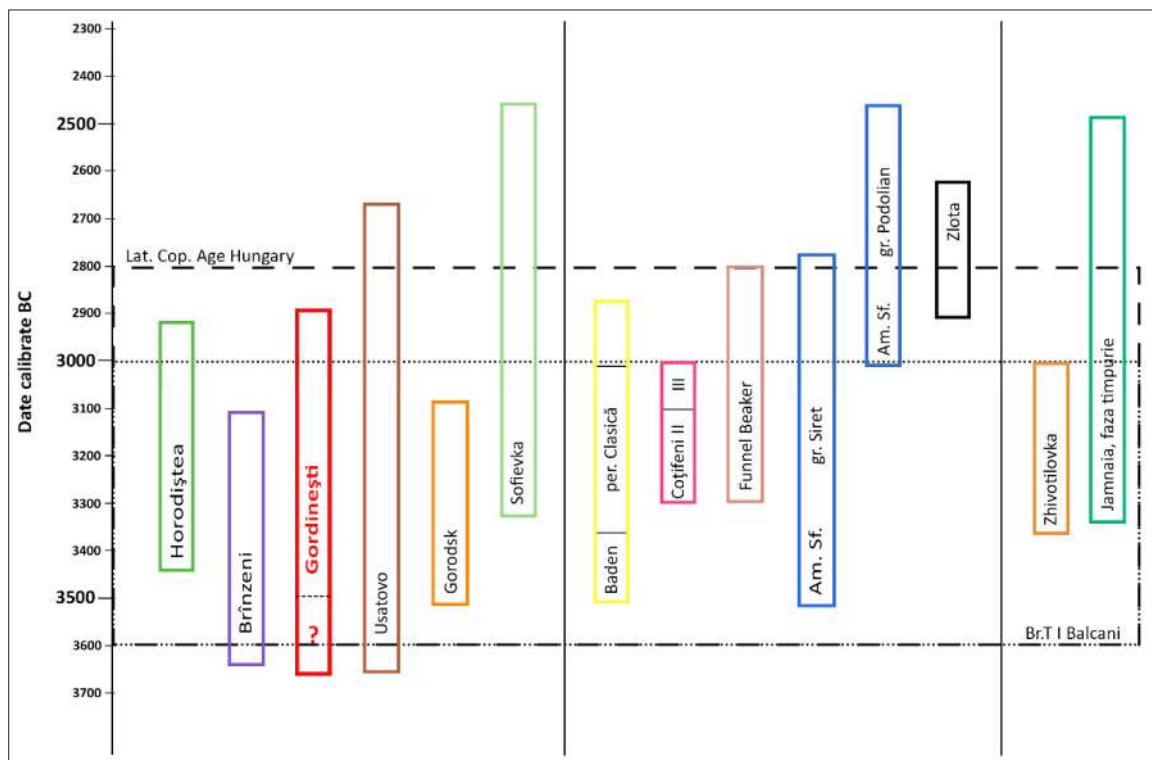 Date calibrate BC
2300
2400
2500
2600
2700
2800
2900
3000
3100
3200
3300
3400
3500
3600
3700
Lat. Cop. Age Hungary
Br.T I Balcani
Horodiştea
Brînzeni
? Gordineşti
Usatovo
Gorodsk
Sofievka
Baden per. Clasică
Coţifeni II III
Funnel Beaker
Am. Sf. gr. Siret
Am. Sf. gr. Podolian
Zlota
Zhivotilovka
Jamnaia, faza timpurie